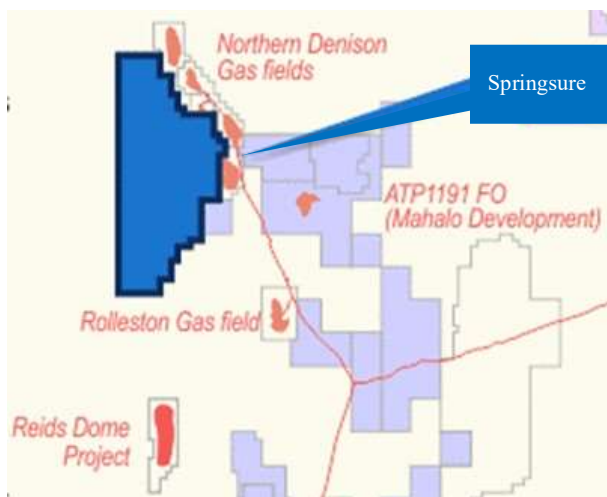 Northern Denison
Gas fields
Springsure
ATP1191 FO
(Mahalo Development)
Rolleston Gas field
Reids Dome
Project